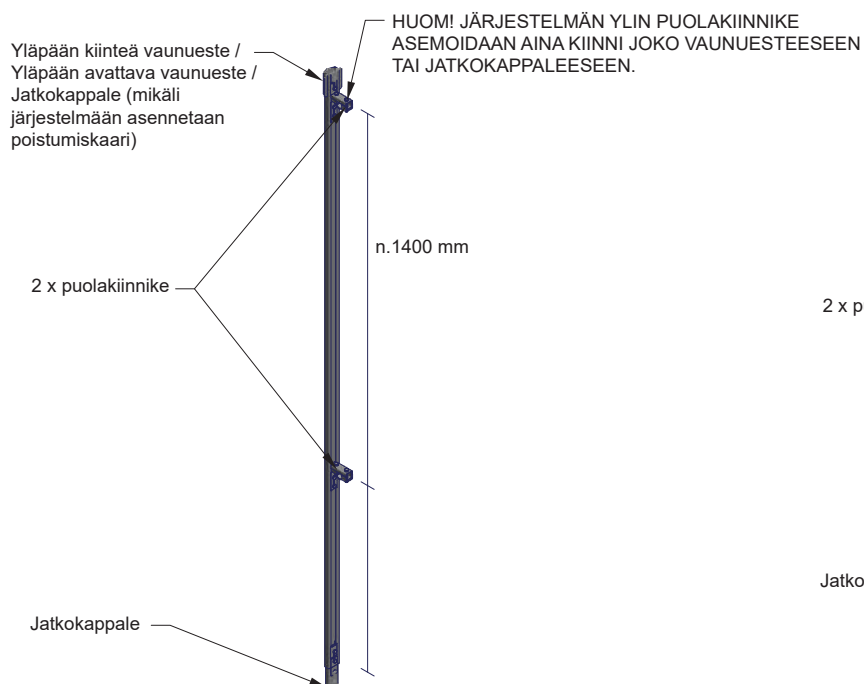 HUOM! JÄRJESTELMÄN YLIN PUOLAKIINNIKE
ASEMOIDAAN AINA KIINNI JOKO VAUNUESTEESEEN
TAI JATKOKAPPALEESEEN.
Yläpään kiinteä vaunueste /
Yläpään avattava vaunueste /
Jatkokappale (mikäli
järjestelmään asennetaan
poistumiskaari)
n.1400 mm
2 x puolakiinnike
2 x p
Jatko
Jatkokappale